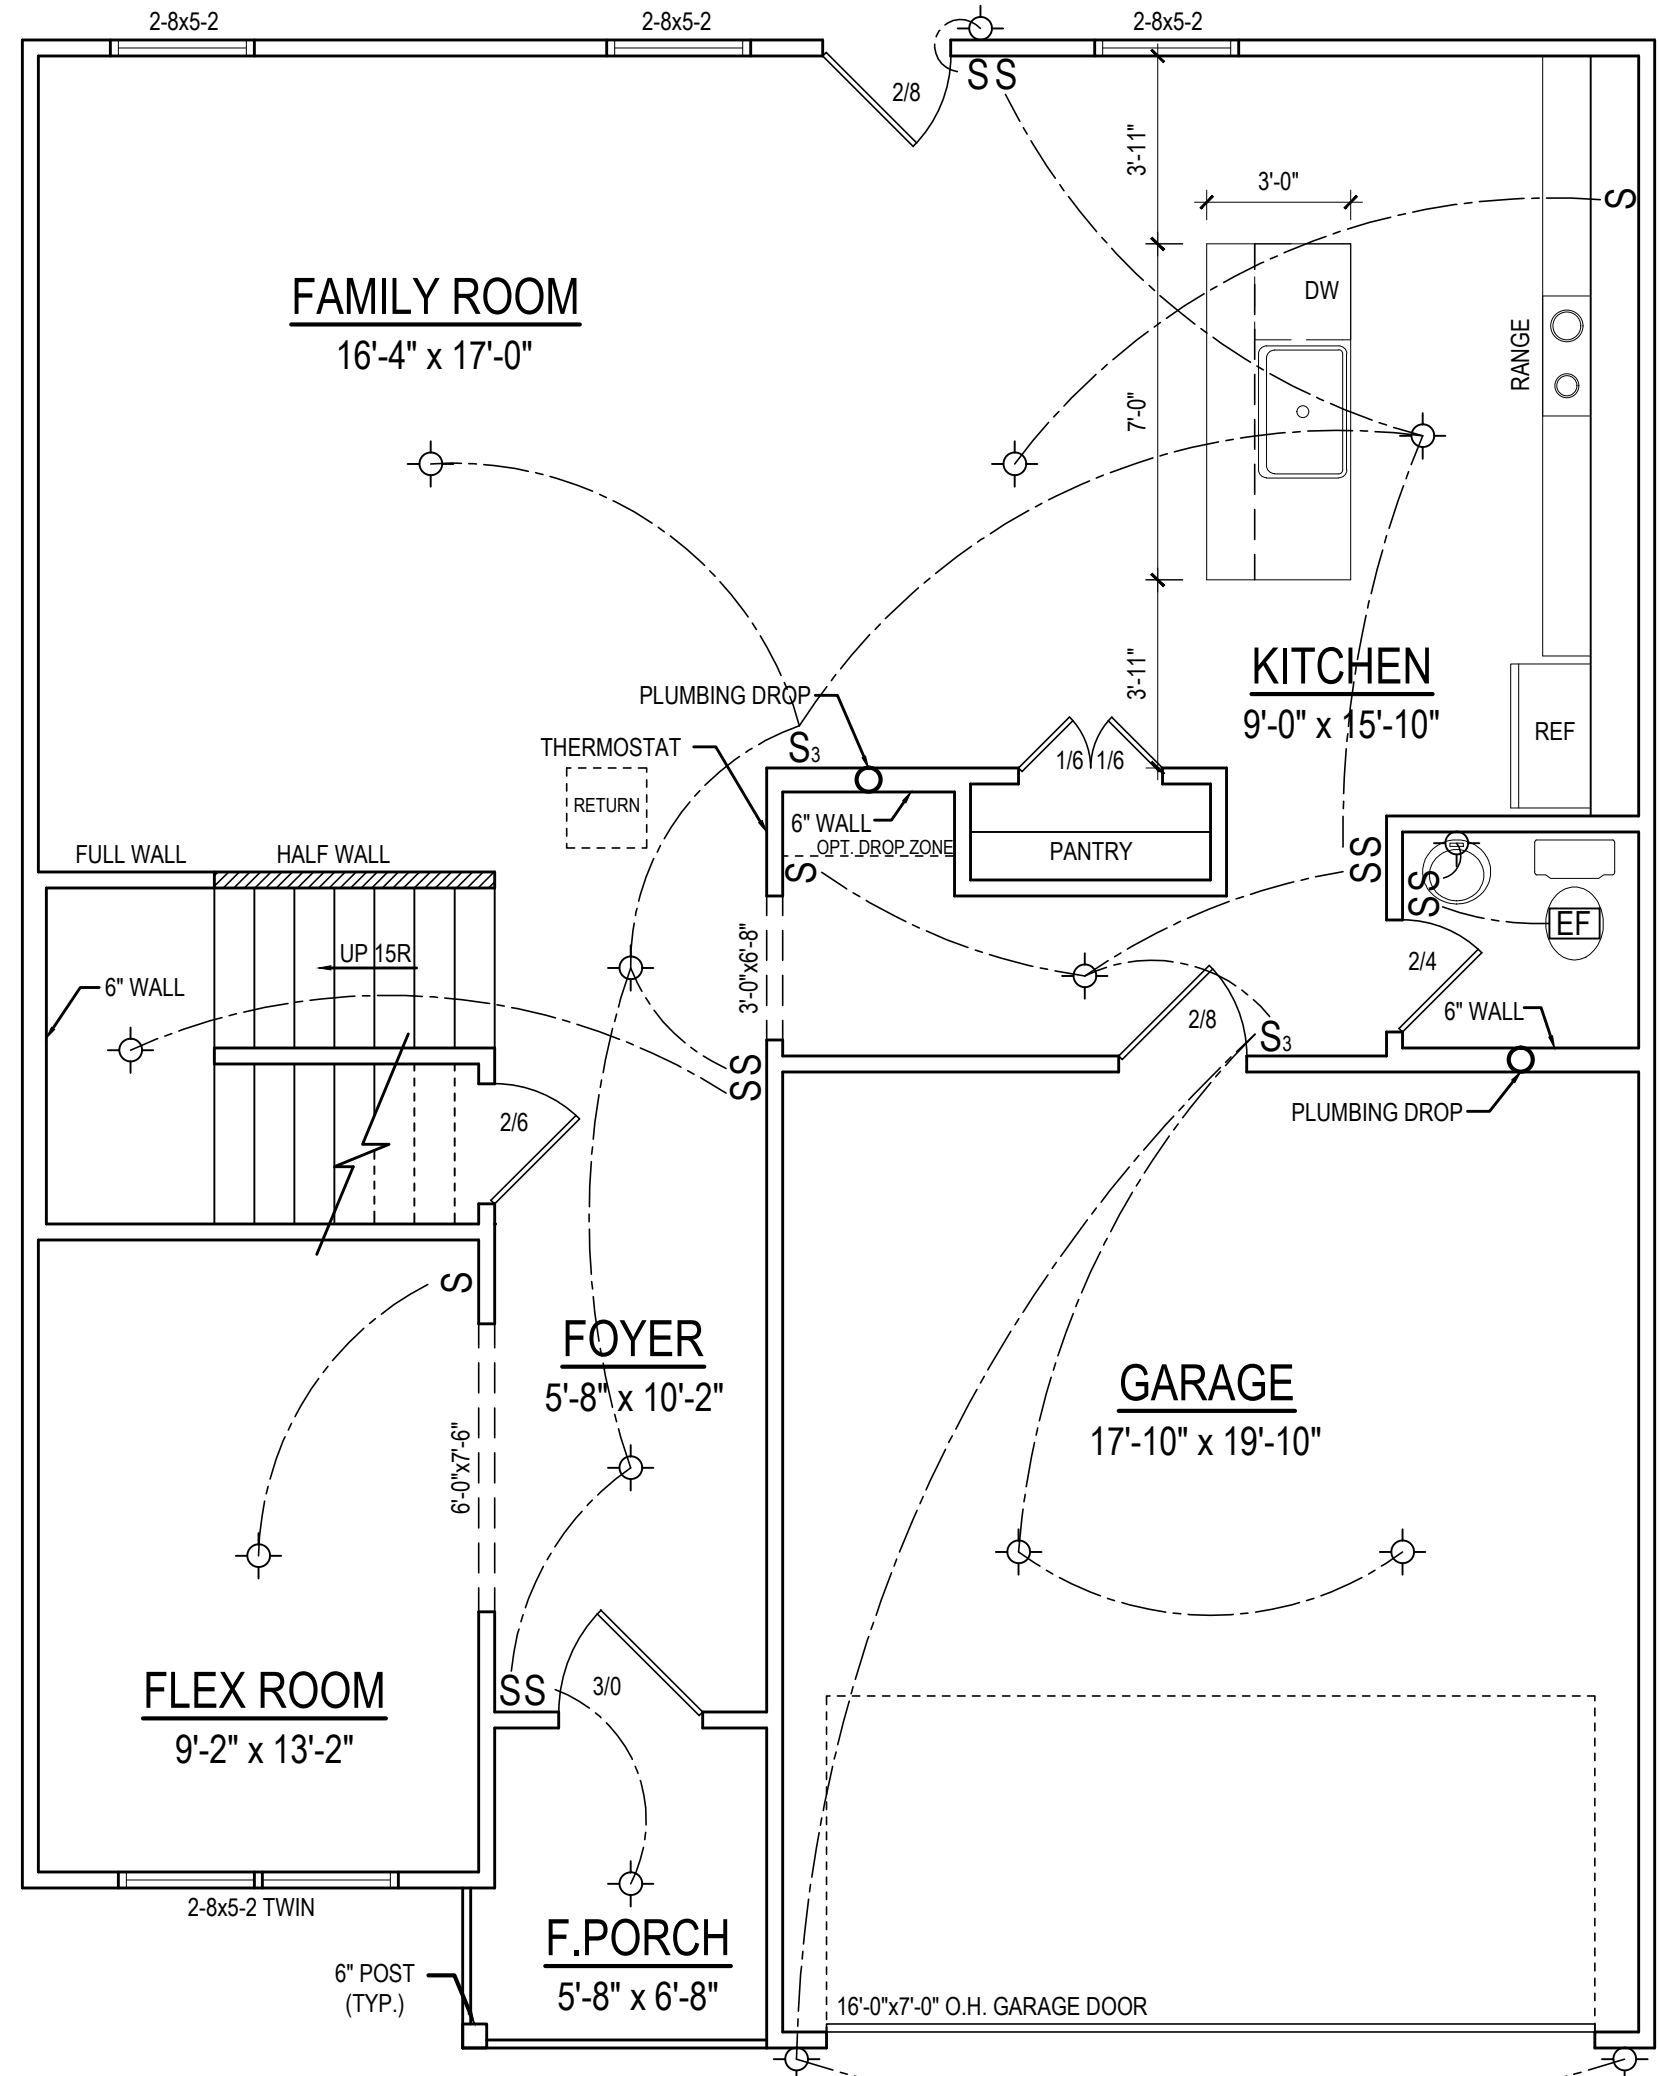 2-8x5-2
2-8x5-2
2-8x5-2
SS
2/8
3'-11"
3'-0"
S
FAMILY ROOM
16'-4" x 17'-0"
DW
RANGE
7'-0"
3'-11"
KITCHEN
9'-0" x 15'-10"
REF
PLUMBING DROP
THERMOSTAT
S3
1/6
1/6
RETURN
6" WALL
OPT. DROP ZONE
PANTRY
FULL WALL
HALF WALL
S
SS
SS
EF
UP 15R
3'-0"x6'-8"
2/4
6" WALL
2/8
6" WALL
S3
SS
PLUMBING DROP
2/6
S
FOYER
5'-8" x 10'-2"
GARAGE
17'-10" x 19'-10"
6'-0"x7'-6"
FLEX ROOM
9'-2" x 13'-2"
SS
3/0
2-8x5-2 TWIN
F.PORCH
5'-8" x 6'-8"
6" POST
(TYP.)
16'-0"x7'-0" O.H. GARAGE DOOR